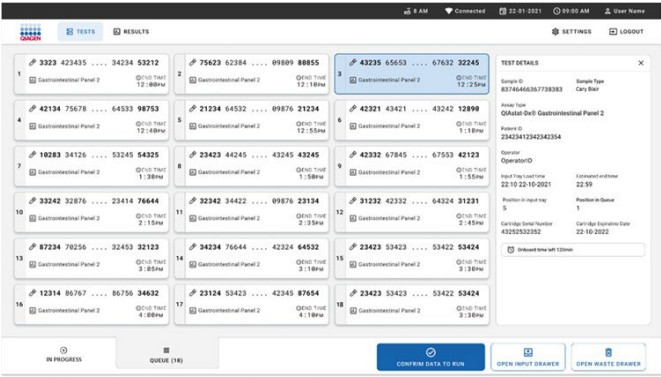 8 AM Connected 22-01-2021 09:00 AM User Name
QIAGEN TESTS RESULTS SETTINGS LOGOUT
1 3323 423435 .... 34234 53212
Gastrointestinal Panel 2 END TIME 12:00PM
2 75623 62384 .... 09809 80855
Gastrointestinal Panel 2 END TIME 12:10PM
3 43235 65653 .... 67632 32245
Gastrointestinal Panel 2 END TIME 12:25PM
4 42134 75678 .... 64533 98753
Gastrointestinal Panel 2 END TIME 12:40PM
5 21234 64532 .... 09876 21234
Gastrointestinal Panel 2 END TIME 12:55PM
6 42321 43421 .... 43242 12890
Gastrointestinal Panel 2 END TIME 1:10PM
7 10283 34126 .... 53245 54325
Gastrointestinal Panel 2 END TIME 1:30PM
8 23423 44245 .... 43245 43245
Gastrointestinal Panel 2 END TIME 1:50PM
9 42332 67845 .... 67553 42123
Gastrointestinal Panel 2 END TIME 1:55PM
10 33242 32876 .... 23414 76644
Gastrointestinal Panel 2 END TIME 2:15PM
11 32342 34422 .... 09876 23134
Gastrointestinal Panel 2 END TIME 2:35PM
12 31232 42332 .... 64324 31231
Gastrointestinal Panel 2 END TIME 2:45PM
13 87234 70256 .... 32453 32123
Gastrointestinal Panel 2 END TIME 3:05PM
14 34234 76644 .... 42324 64532
Gastrointestinal Panel 2 END TIME 3:10PM
15 23423 53423 .... 53422 53424
Gastrointestinal Panel 2 END TIME 3:30PM
16 12314 86767 .... 86756 34632
Gastrointestinal Panel 2 END TIME 4:00PM
17 23124 53423 .... 42345 87654
Gastrointestinal Panel 2 END TIME 4:10PM
18 23423 53423 .... 53422 53424
Gastrointestinal Panel 2 END TIME 3:30PM
TEST DETAILS
Sample ID Sample Type
83746466367738383 Cary Blair
Assay Type
QIAstat-Dx® Gastrointestinal Panel 2
Patient ID
23423412342342354
Operator
OperatorID
Input Tray Load time Estimated endtime
22:10 22-10-2021 22:59
Position in input tray Position in Queue
5 1
Cartridge Serial Number Cartridge Expiration Date
43252532352 22-10-2022
Onboard time left 120min
IN PROGRESS QUEUE (18) CONFRIM DATA TO RUN OPEN INPUT DRAWER OPEN WASTE DRAWER